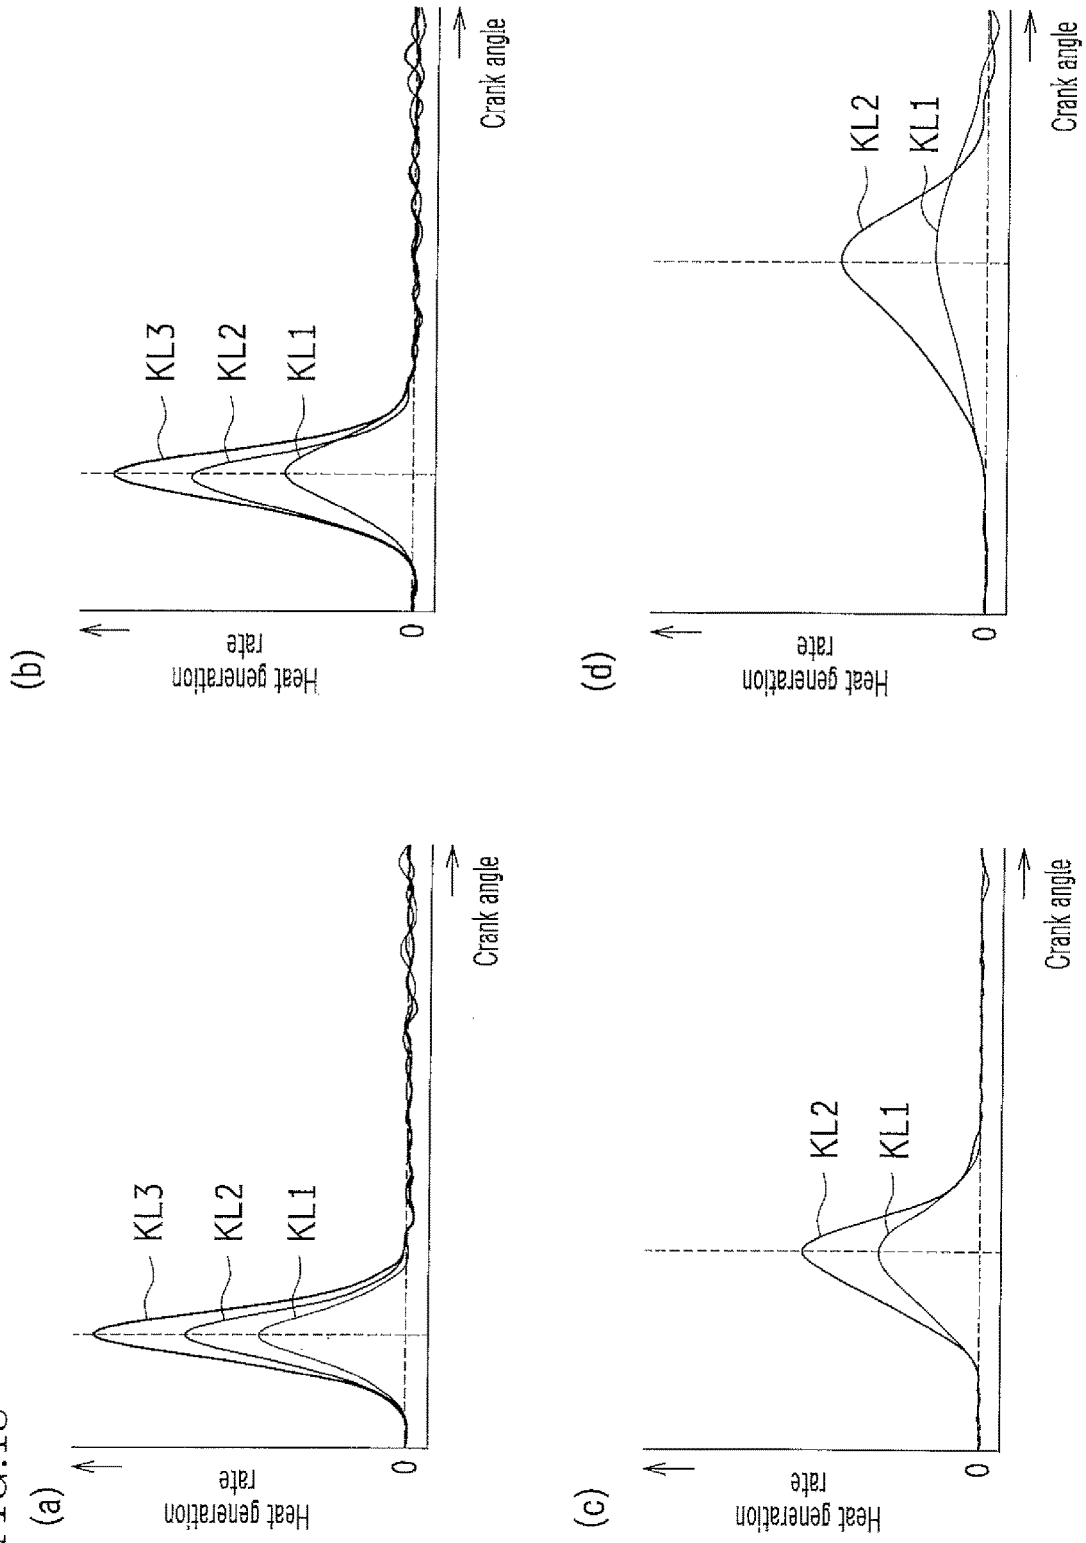 (a)
Heat generation
rate
0
KL3
KL2
KL1
Crank angle
(b)
Heat generation
rate
0
KL3
KL2
KL1
Crank angle
(c)
Heat generation
rate
0
KL2
KL1
Crank angle
(d)
Heat generation
rate
0
KL2
KL1
Crank angle